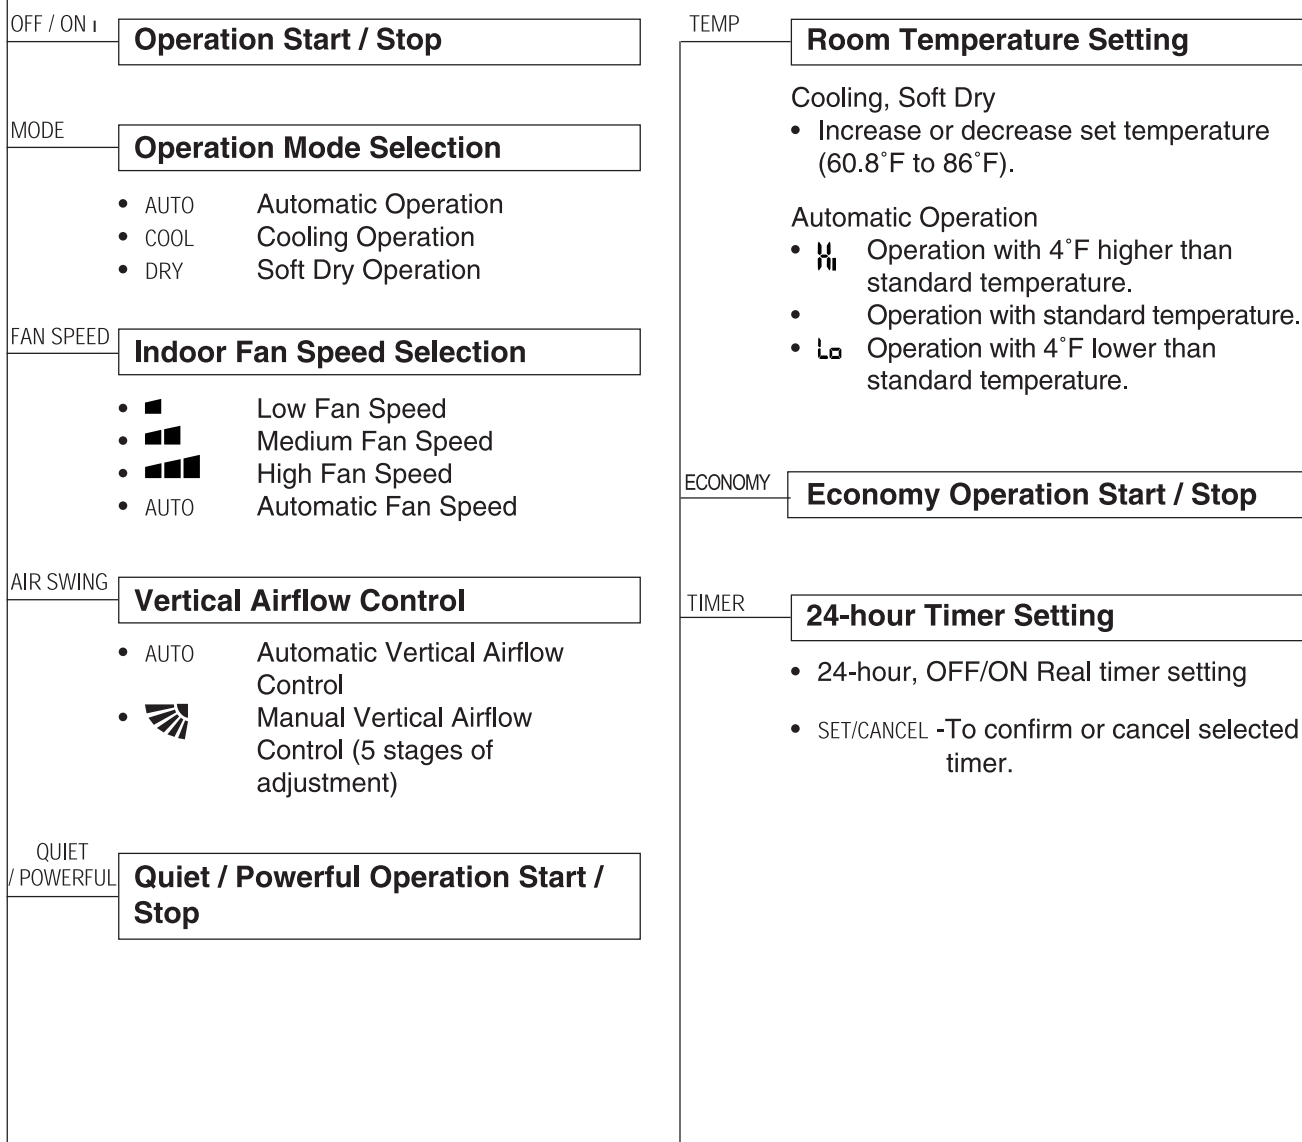 OFF / ON I
Operation Start / Stop
MODE
Operation Mode Selection
• AUTO Automatic Operation
• COOL Cooling Operation
• DRY Soft Dry Operation
FAN SPEED
Indoor Fan Speed Selection
• Low Fan Speed
• Medium Fan Speed
• High Fan Speed
• AUTO Automatic Fan Speed
AIR SWING
Vertical Airflow Control
• AUTO Automatic Vertical Airflow
Control
• Manual Vertical Airflow
Control (5 stages of
adjustment)
QUIET
/ POWERFUL
Quiet / Powerful Operation Start /
Stop
TEMP
Room Temperature Setting
Cooling, Soft Dry
• Increase or decrease set temperature
(60.8˚F to 86˚F).
Automatic Operation
• HI Operation with 4˚F higher than
standard temperature.
• Operation with standard temperature.
• Lo Operation with 4˚F lower than
standard temperature.
ECONOMY
Economy Operation Start / Stop
TIMER
24-hour Timer Setting
• 24-hour, OFF/ON Real timer setting
• SET/CANCEL -To confirm or cancel selected
timer.